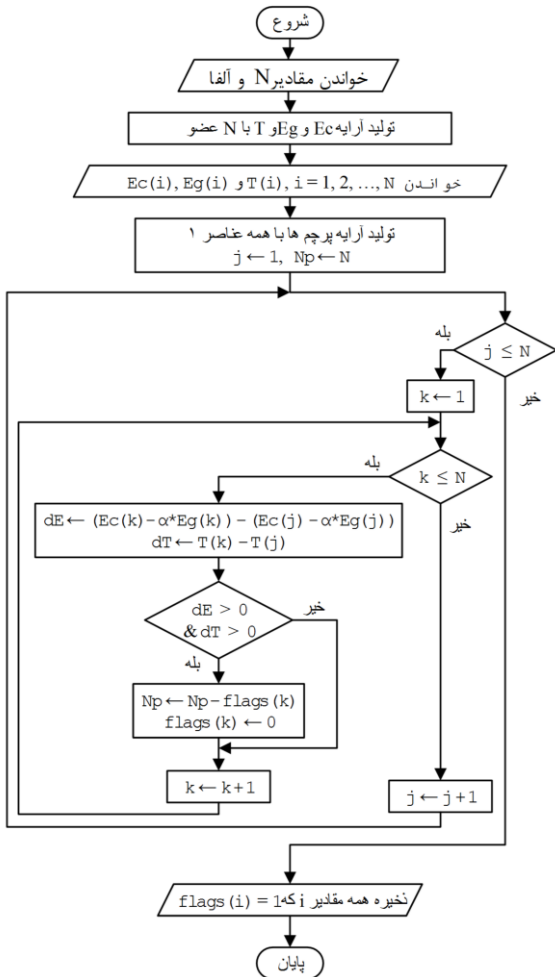 شروع
خواندن مقادیر N و آلفا
تولید آرایه Ec و Eg و T با N عضو
خواندن Ec(i), Eg(i) و T(i), i = 1, 2, …, N
تولید آرایه پرچم ها با همه عناصر ۱
j ← 1, Np ← N
بله
j ≤ N
خیر
k ← 1
بله
k ≤ N
خیر
dE ← (Ec(k) - α*Eg(k)) - (Ec(j) - α*Eg(j))
dT ← T(k) - T(j)
dE > 0
& dT > 0
خیر
بله
Np ← Np - flags(k)
flags(k) ← 0
k ← k + 1
j ← j + 1
ذخیره همه مقادیر i که flags(i) = 1
پایان